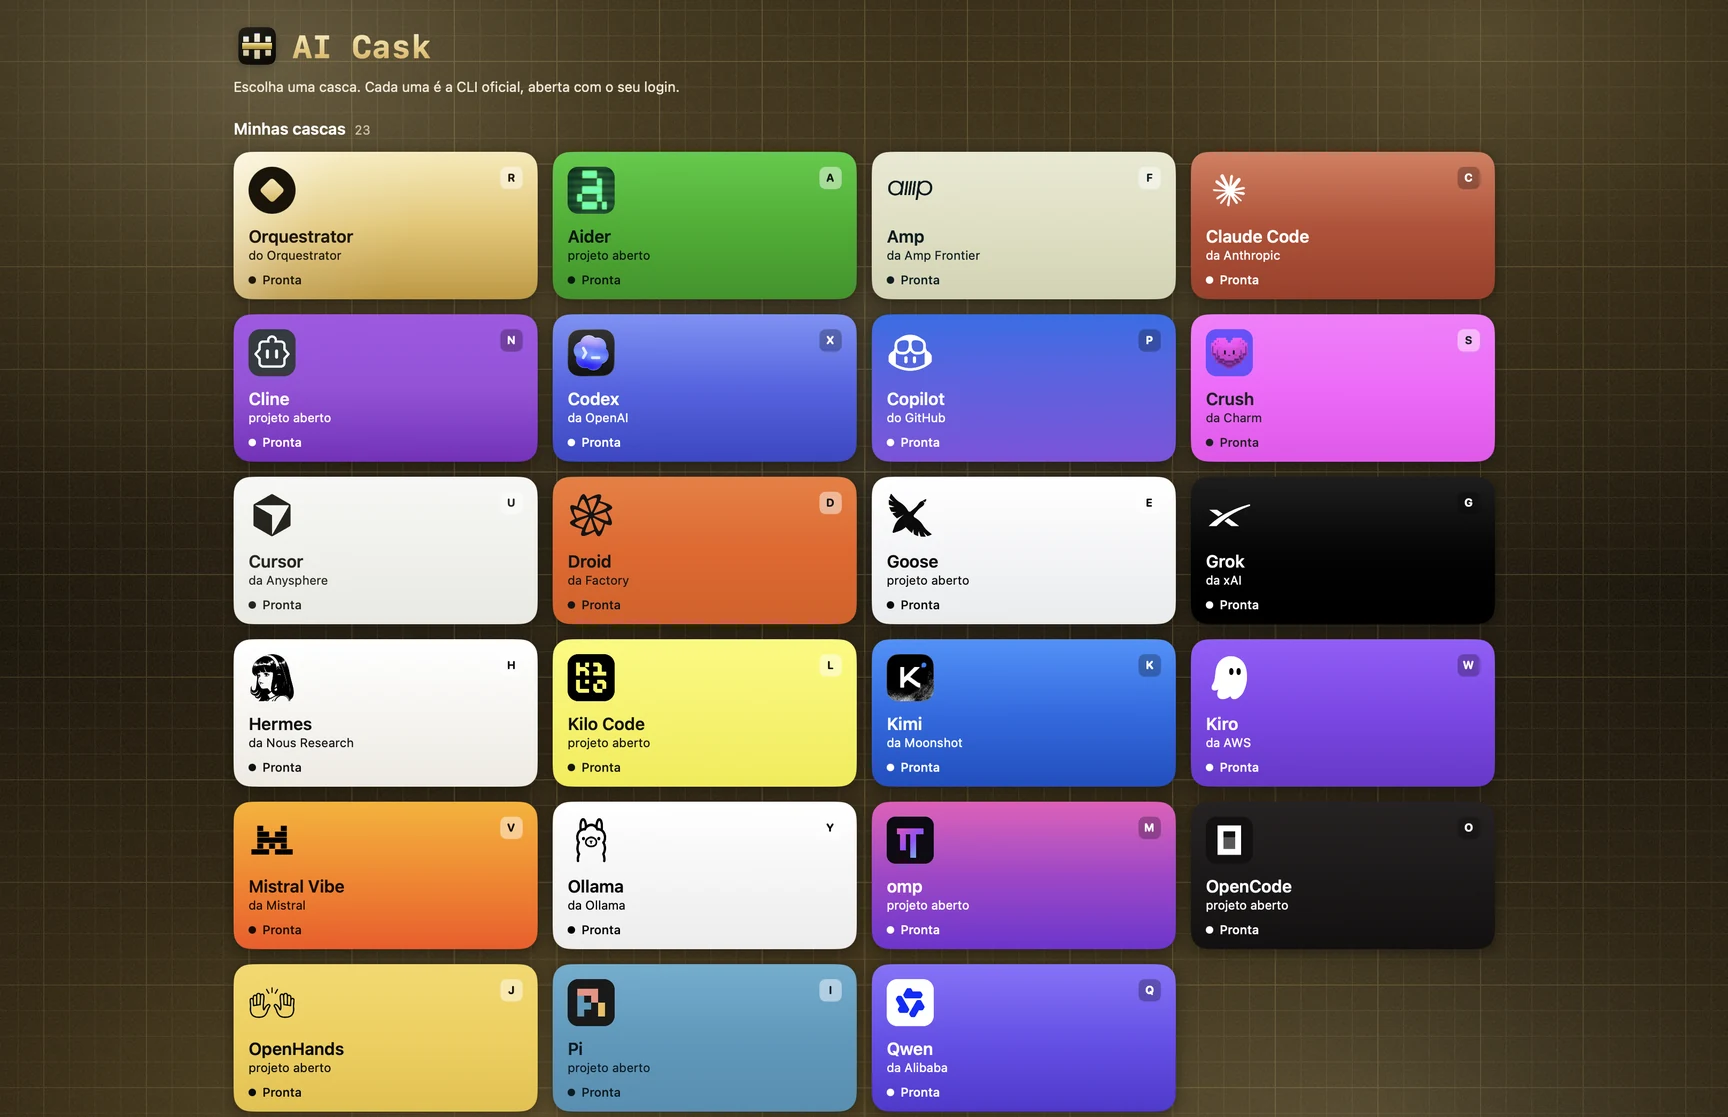 AI Cask
Escolha uma casca. Cada uma é a CLI oficial, aberta com o seu login.
Minhas cascas 23
R
Orquestrator
do Orquestrator
Pronta
a
A
Aider
projeto aberto
Pronta
amp
F
Amp
da Amp Frontier
Pronta
C
Claude Code
da Anthropic
Pronta
N
Cline
projeto aberto
Pronta
X
Codex
da OpenAI
Pronta
P
Copilot
do GitHub
Pronta
S
Crush
da Charm
Pronta
U
Cursor
da Anysphere
Pronta
D
Droid
da Factory
Pronta
E
Goose
projeto aberto
Pronta
G
Grok
da xAI
Pronta
H
Hermes
da Nous Research
Pronta
L
Kilo Code
projeto aberto
Pronta
K
K
Kimi
da Moonshot
Pronta
W
Kiro
da AWS
Pronta
V
Mistral Vibe
da Mistral
Pronta
Y
Ollama
da Ollama
Pronta
M
omp
projeto aberto
Pronta
O
OpenCode
projeto aberto
Pronta
J
OpenHands
projeto aberto
Pronta
Pi
I
Pi
projeto aberto
Pronta
Q
Qwen
da Alibaba
Pronta